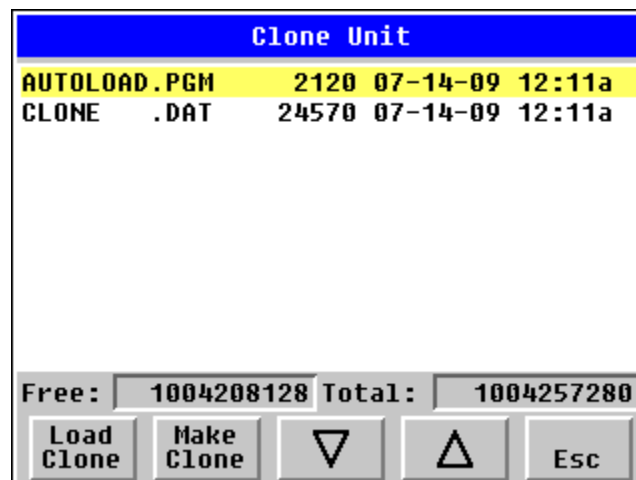 Clone Unit
AUTOLOAD.PGM 2120 07-14-09 12:11a
CLONE .DAT 24570 07-14-09 12:11a
Free: 1004208128 Total: 1004257280
Load Clone Make Clone Esc